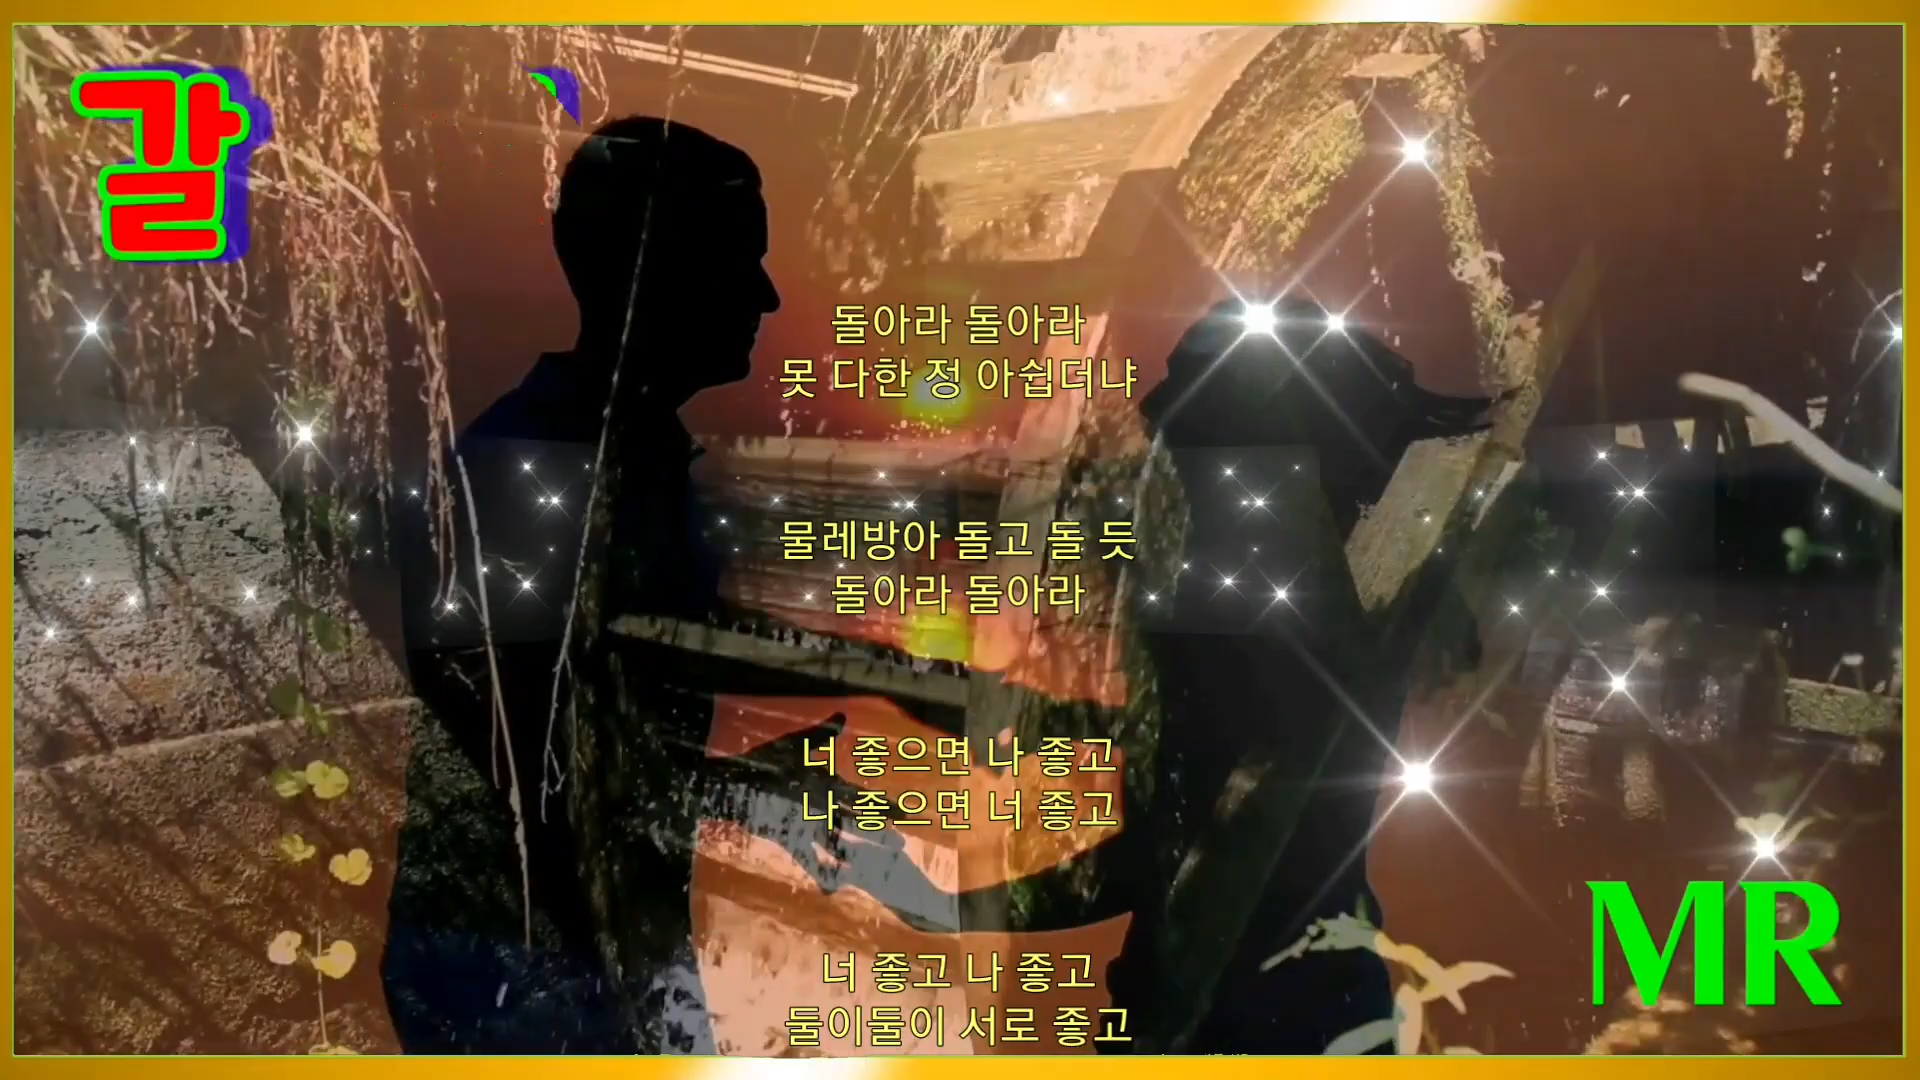 갈
돌아라 돌아라
못 다한 정 아쉽더냐
물레방아 돌고 돌 듯
돌아라 돌아라
너 좋으면 나 좋고
나 좋으면 너 좋고
너 좋고 나 좋고
둘이둘이 서로 좋고
MR